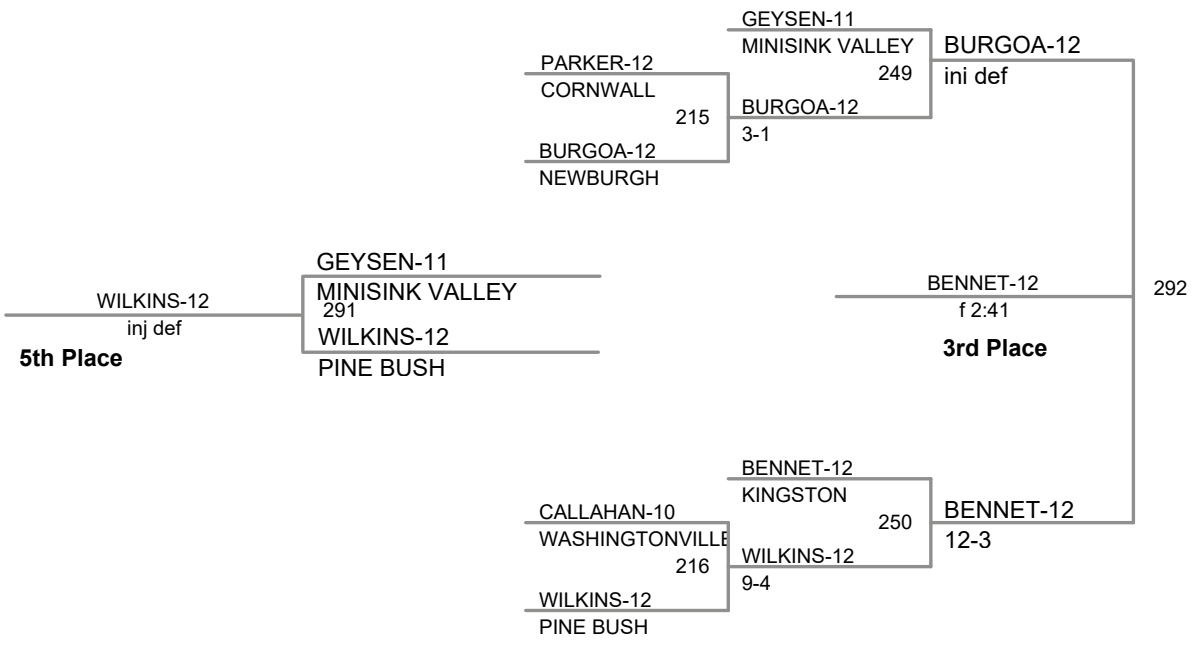 GEYSEN-11
MINISINK VALLEY
249
BURGOA-12
ini def
PARKER-12
CORNWALL
215
BURGOA-12
3-1
BURGOA-12
NEWBURGH
GEYSEN-11
MINISINK VALLEY
291
WILKINS-12
PINE BUSH
WILKINS-12
inj def
5th Place
BENNET-12
f 2:41
3rd Place
292
BENNET-12
KINGSTON
250
BENNET-12
12-3
CALLAHAN-10
WASHINGTONVILLE
216
WILKINS-12
9-4
WILKINS-12
PINE BUSH